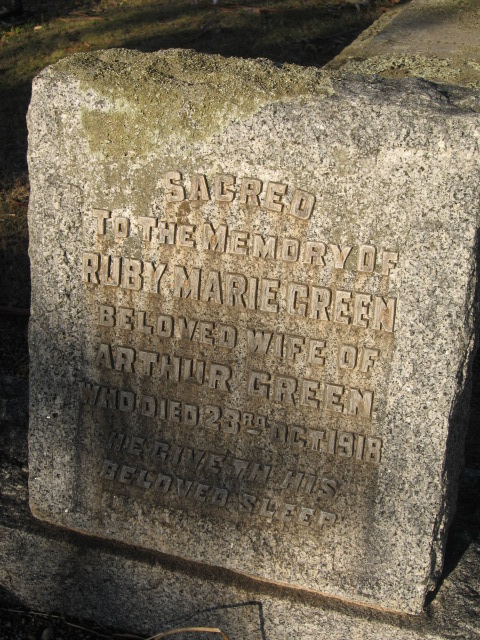 SACRED
TO THE MEMORY OF
RUBY MARIE GREEN
BELOVED WIFE OF
ARTHUR GREEN
WHO DIED 23RD OCT. 1918
HE GIVETH HIS
BELOVED SLEEP